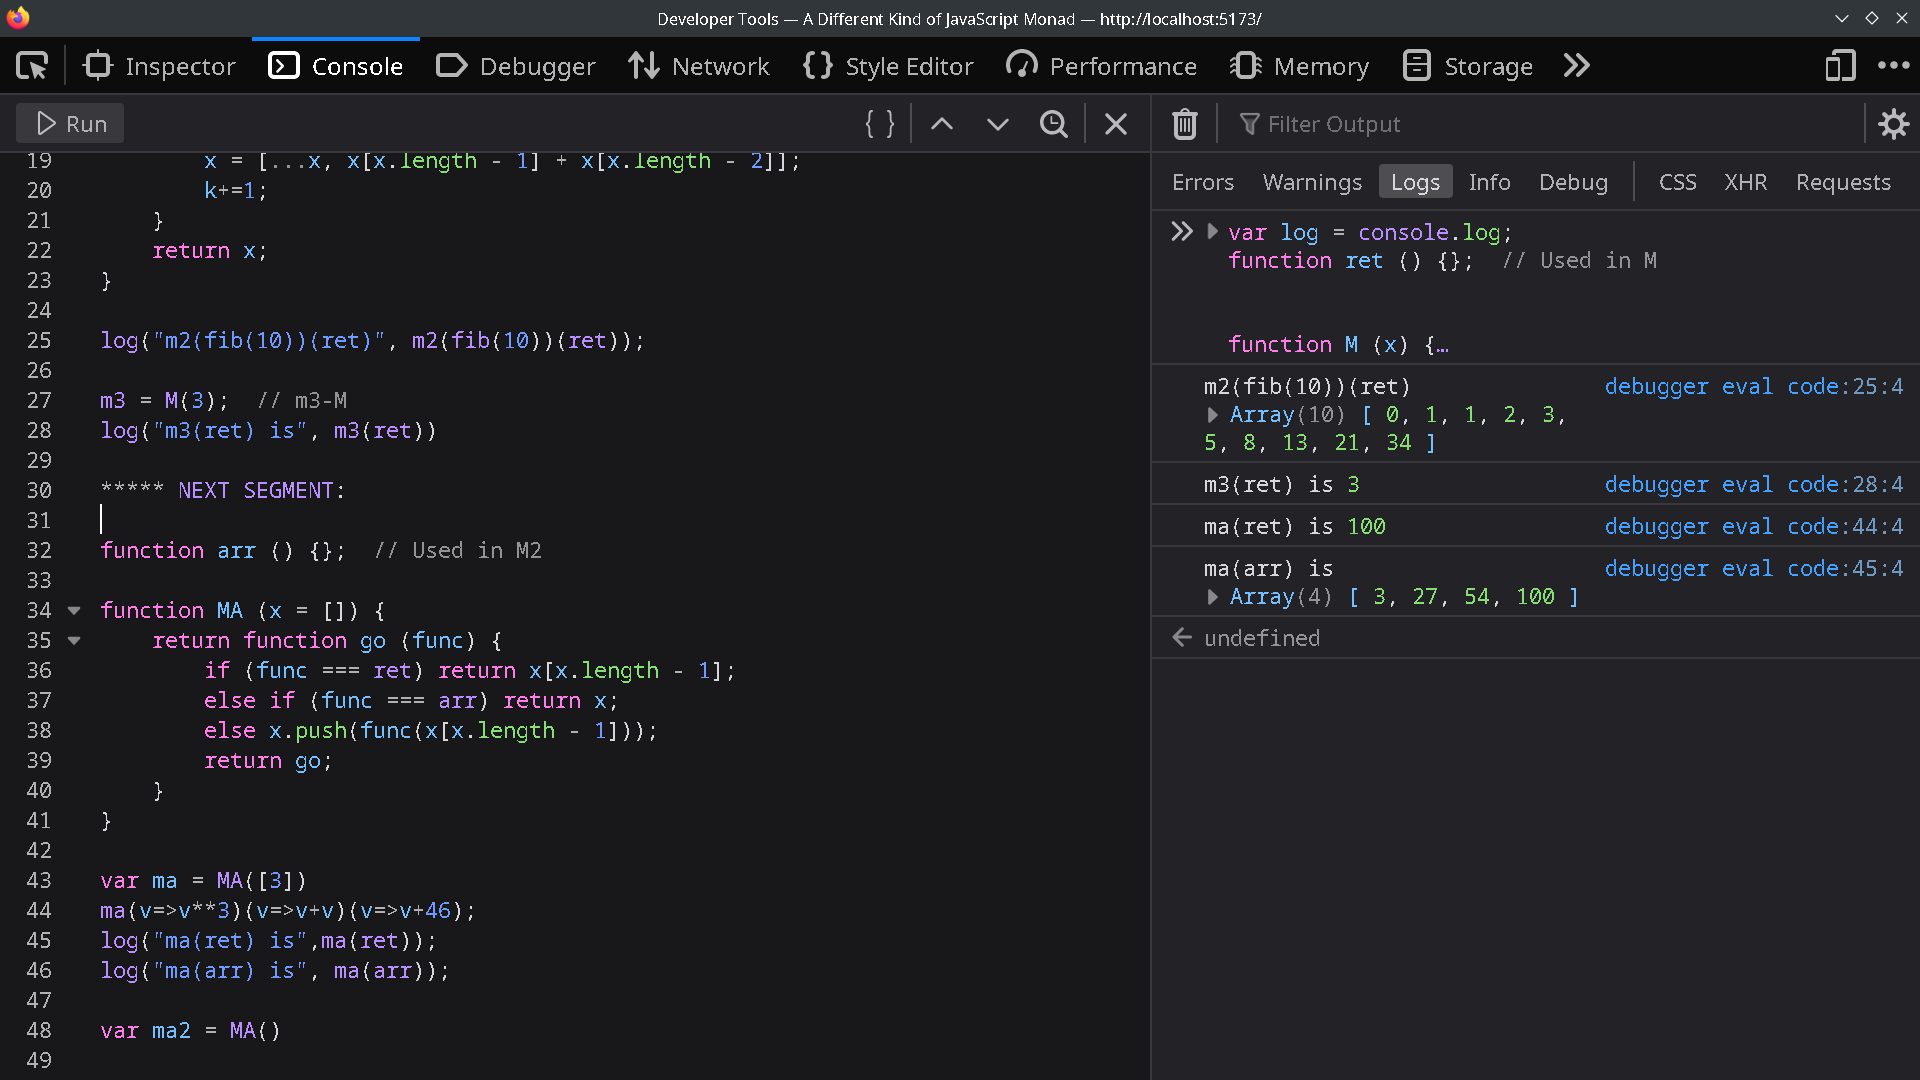 Developer Tools — A Different Kind of JavaScript Monad — http://localhost:5173/
Inspector Console Debugger Network Style Editor Performance Memory Storage
Run
19 x = [...x, x[x.length - 1] + x[x.length - 2]];
20 k+=1;
21 }
22 return x;
23 }
24
25 log("m2(fib(10))(ret)", m2(fib(10))(ret));
26
27 m3 = M(3);  // m3-M
28 log("m3(ret) is", m3(ret))
29
30 ***** NEXT SEGMENT:
31
32 function arr () {};  // Used in M2
33
34 function MA (x = []) {
35 return function go (func) {
36 if (func === ret) return x[x.length - 1];
37 else if (func === arr) return x;
38 else x.push(func(x[x.length - 1]));
39 return go;
40 }
41 }
42
43 var ma = MA([3])
44 ma(v=>v**3)(v=>v+v)(v=>v+46);
45 log("ma(ret) is",ma(ret));
46 log("ma(arr) is", ma(arr));
47
48 var ma2 = MA()
49
Filter Output
Errors Warnings Logs Info Debug CSS XHR Requests
var log = console.log;
function ret () {};  // Used in M
function M (x) {…
m2(fib(10))(ret) debugger eval code:25:4
Array(10) [ 0, 1, 1, 2, 3,
5, 8, 13, 21, 34 ]
m3(ret) is 3 debugger eval code:28:4
ma(ret) is 100 debugger eval code:44:4
ma(arr) is debugger eval code:45:4
Array(4) [ 3, 27, 54, 100 ]
undefined